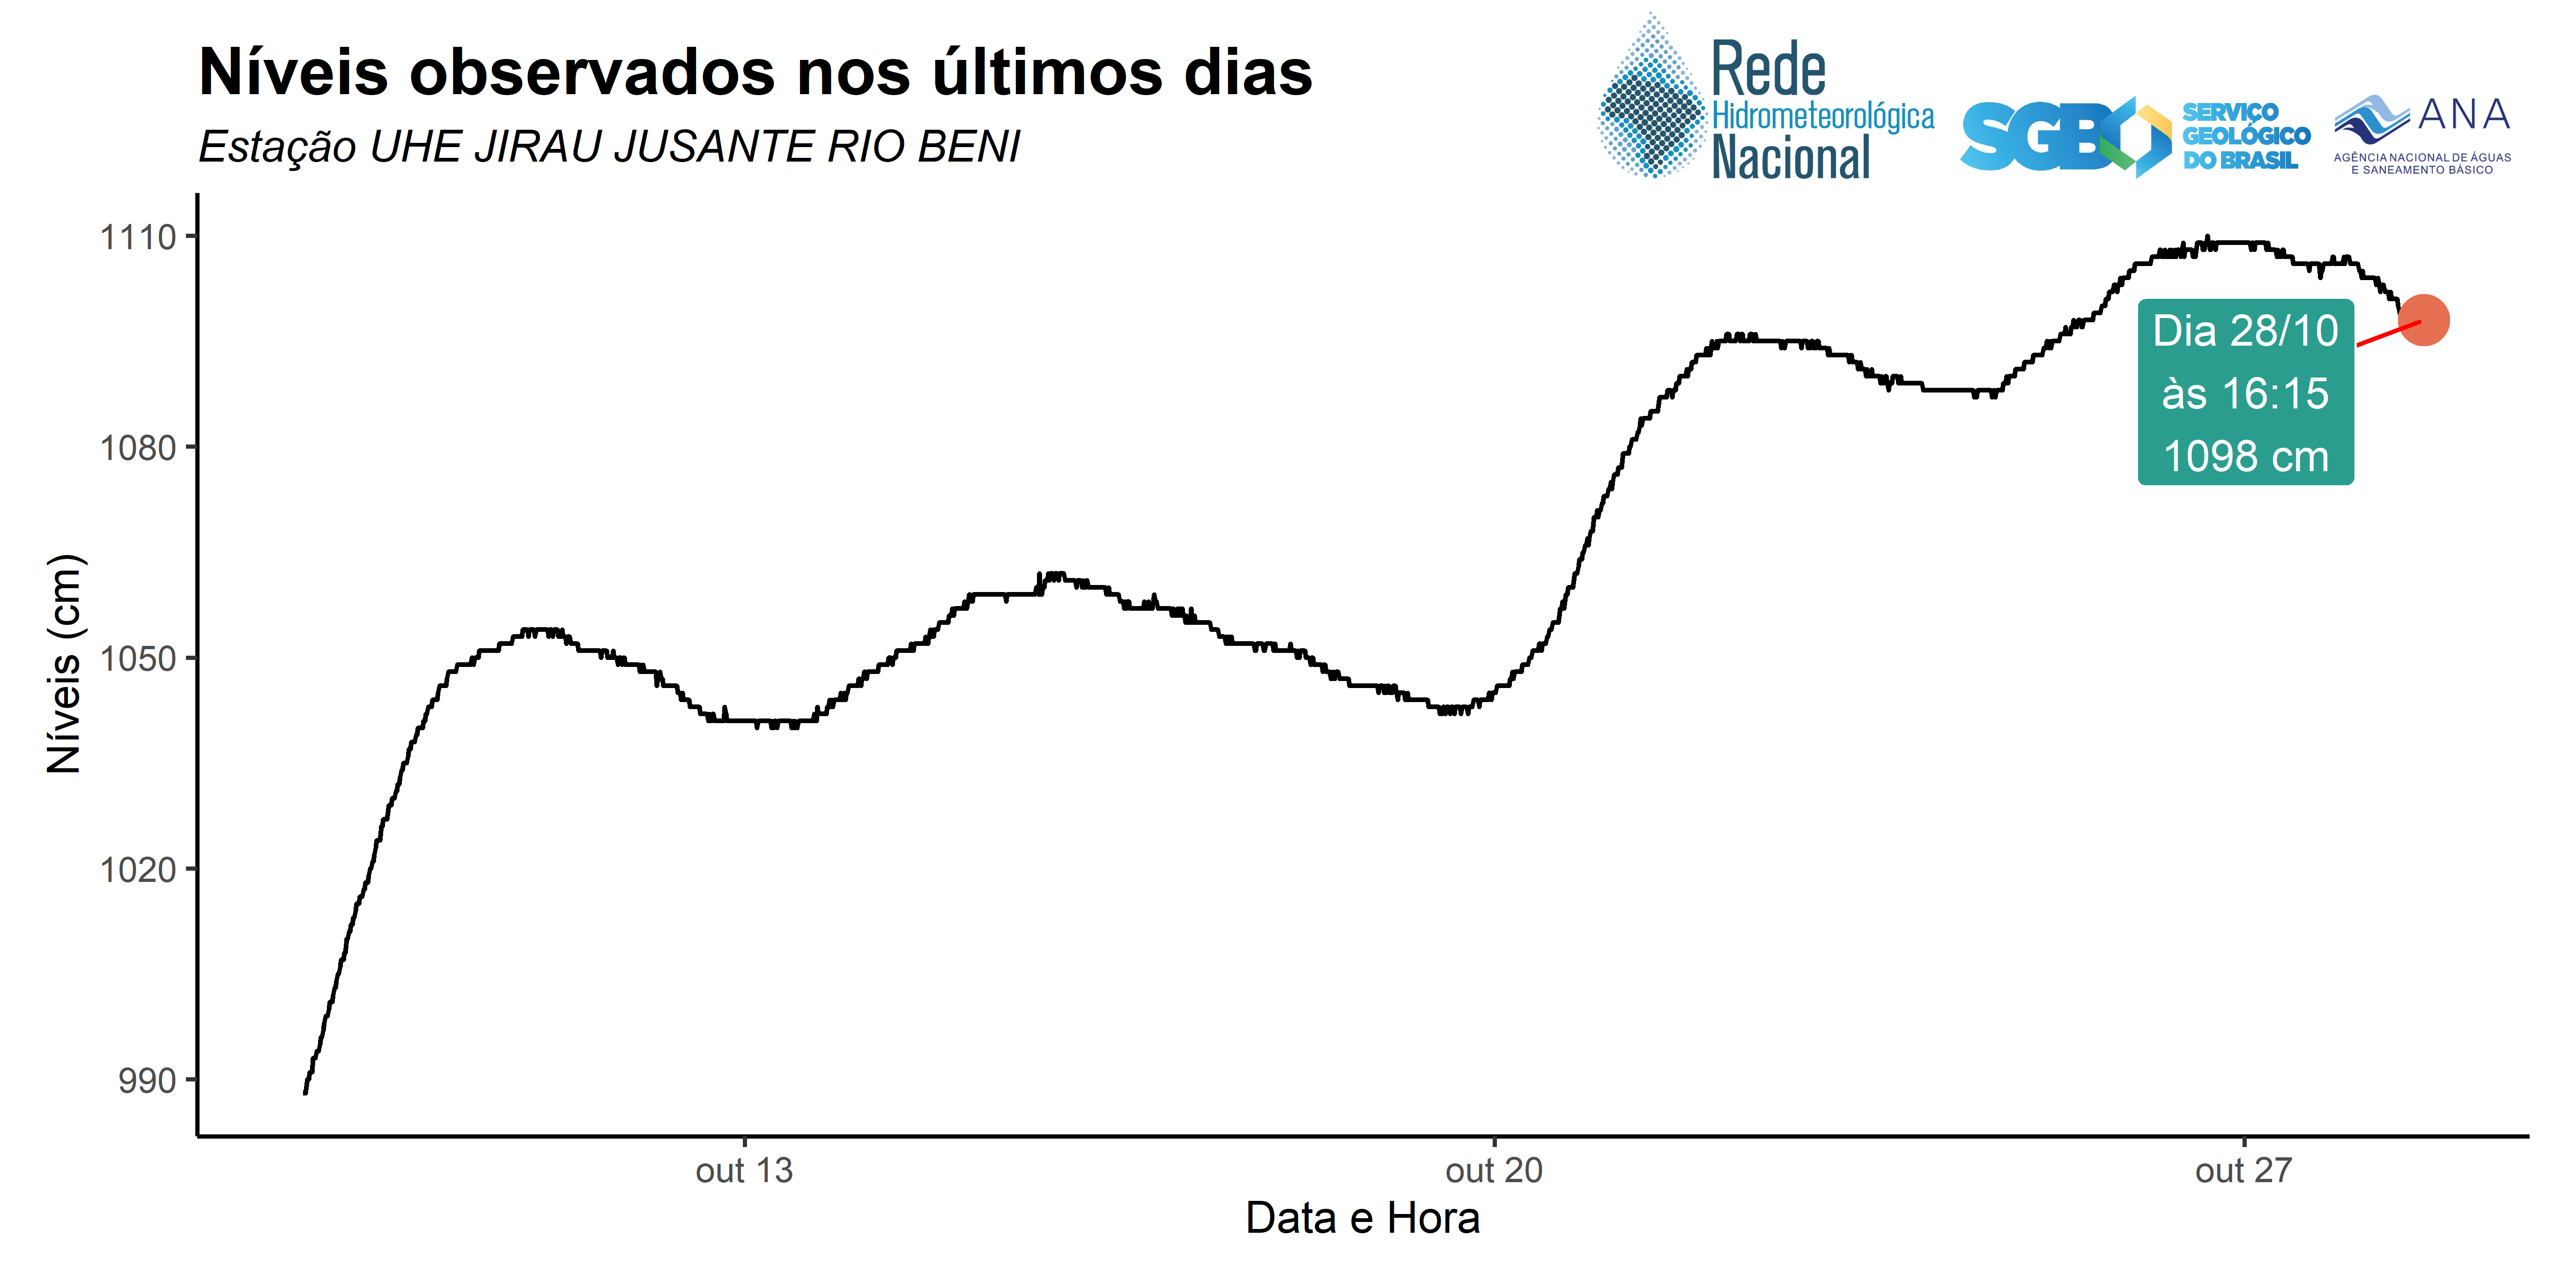 Níveis observados nos últimos dias
Estação UHE JIRAU JUSANTE RIO BENI
Rede
Hidrometeorológica
Nacional
SGB
SERVIÇO
GEOLÓGICO
DO BRASIL
ANA
AGÊNCIA NACIONAL DE ÁGUAS
E SANEAMENTO BÁSICO
Níveis (cm)
1110
1080
1050
1020
990
Dia 28/10
às 16:15
1098 cm
out 13
out 20
out 27
Data e Hora